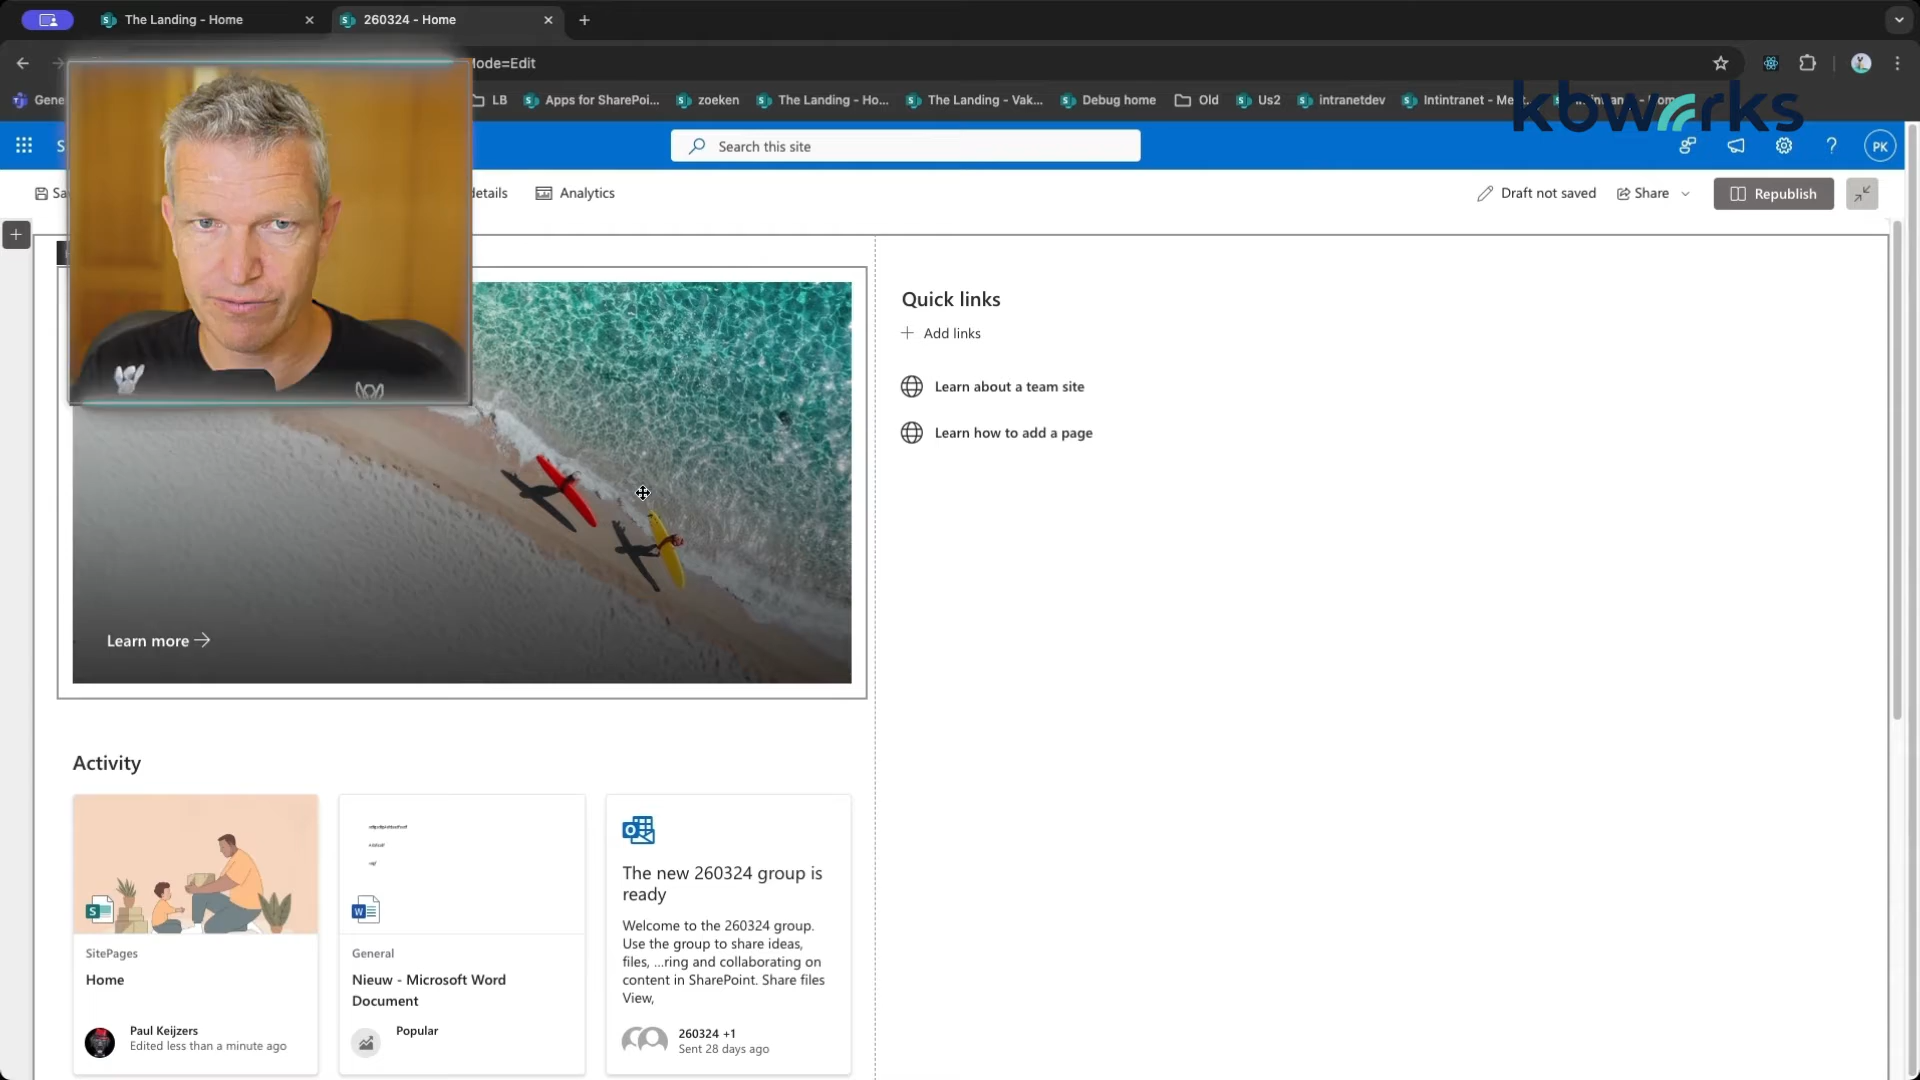 The Landing - Home
260324 - Home
Mode=Edit
Gene
LB
Apps for SharePoi...
zoeken
The Landing - Ho...
The Landing - Vak...
Debug home
Old
Us2
intranetdev
Intintranet - Me
kbworks
S
Search this site
PK
Sa
details
Analytics
Draft not saved
Share
Republish
Quick links
Add links
Learn about a team site
Learn how to add a page
Learn more
Activity
SitePages
Home
Paul Keijzers
Edited less than a minute ago
General
Nieuw - Microsoft Word
Document
Popular
The new 260324 group is
ready
Welcome to the 260324 group.
Use the group to share ideas,
files, ...ring and collaborating on
content in SharePoint. Share files
View,
260324 +1
Sent 28 days ago